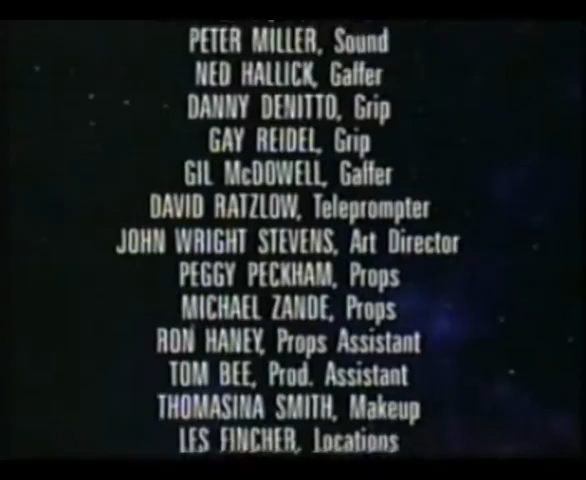 PETER MILLER, Sound
NED HALLICK, Gaffer
DANNY DENITTO, Grip
GAY REIDEL, Grip
GIL McDOWELL, Gaffer
DAVID RATZLOW, Teleprompter
JOHN WRIGHT STEVENS, Art Director
PEGGY PECKHAM, Props
MICHAEL ZANDE, Props
RON HANEY, Props Assistant
TOM BEE, Prod. Assistant
THOMASINA SMITH, Makeup
LES FINCHER, Locations